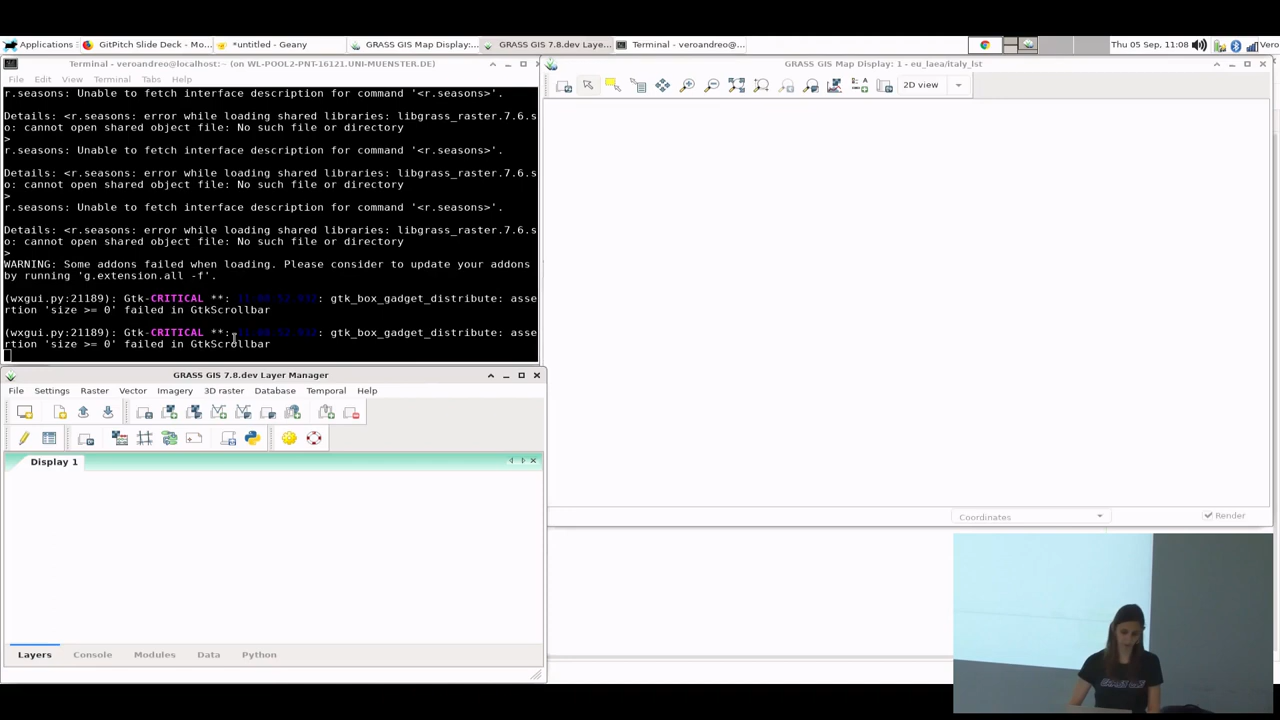 Applications
GitPitch Slide Deck - Mo...
*untitled - Geany
GRASS GIS Map Display:...
GRASS GIS 7.8.dev Laye...
Terminal - veroandreo@...
Thu 05 Sep, 11:08
Vero
Terminal - veroandreo@localhost:~ (on WL-POOL2-PNT-16121.UNI-MUENSTER.DE)
File Edit View Terminal Tabs Help
r.seasons: Unable to fetch interface description for command '<r.seasons>'.
Details: <r.seasons: error while loading shared libraries: libgrass_raster.7.6.s
o: cannot open shared object file: No such file or directory
>
r.seasons: Unable to fetch interface description for command '<r.seasons>'.
Details: <r.seasons: error while loading shared libraries: libgrass_raster.7.6.s
o: cannot open shared object file: No such file or directory
>
r.seasons: Unable to fetch interface description for command '<r.seasons>'.
Details: <r.seasons: error while loading shared libraries: libgrass_raster.7.6.s
o: cannot open shared object file: No such file or directory
>
WARNING: Some addons failed when loading. Please consider to update your addons
by running 'g.extension.all -f'.
(wxgui.py:21189): Gtk-CRITICAL **: : gtk_box_gadget_distribute: asse
rtion 'size >= 0' failed in GtkScrollbar
(wxgui.py:21189): Gtk-CRITICAL **: : gtk_box_gadget_distribute: asse
rtion 'size >= 0' failed in GtkScrollbar
GRASS GIS Map Display: 1 - eu_laea/italy_lst
2D view
Coordinates
Render
GRASS GIS 7.8.dev Layer Manager
File Settings Raster Vector Imagery 3D raster Database Temporal Help
Display 1
Layers Console Modules Data Python